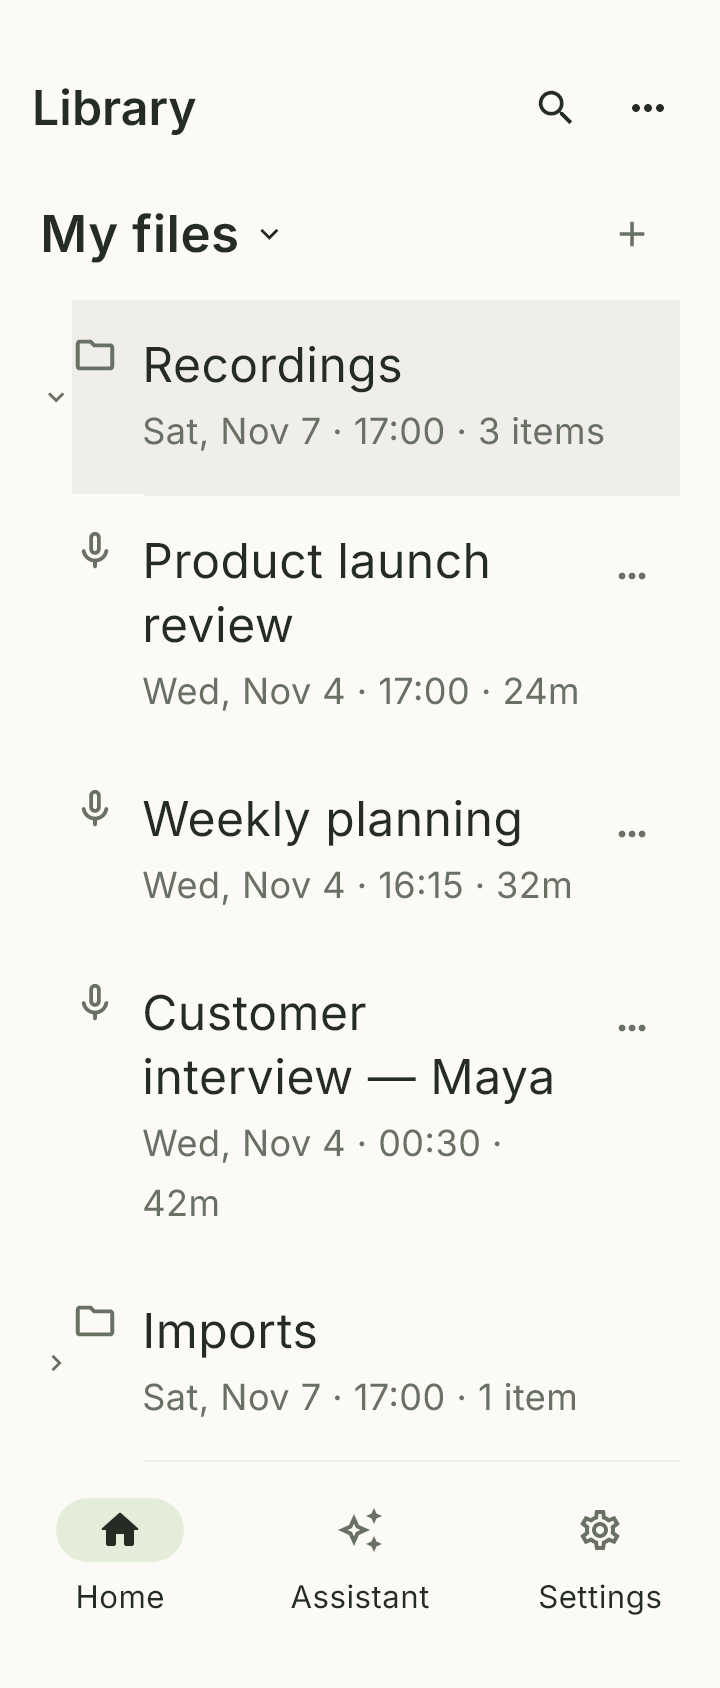 Library
My files
Recordings
Sat, Nov 7 · 17:00 · 3 items
Product launch
review
Wed, Nov 4 · 17:00 · 24m
Weekly planning
Wed, Nov 4 · 16:15 · 32m
Customer
interview — Maya
Wed, Nov 4 · 00:30 ·
42m
Imports
Sat, Nov 7 · 17:00 · 1 item
Home
Assistant
Settings